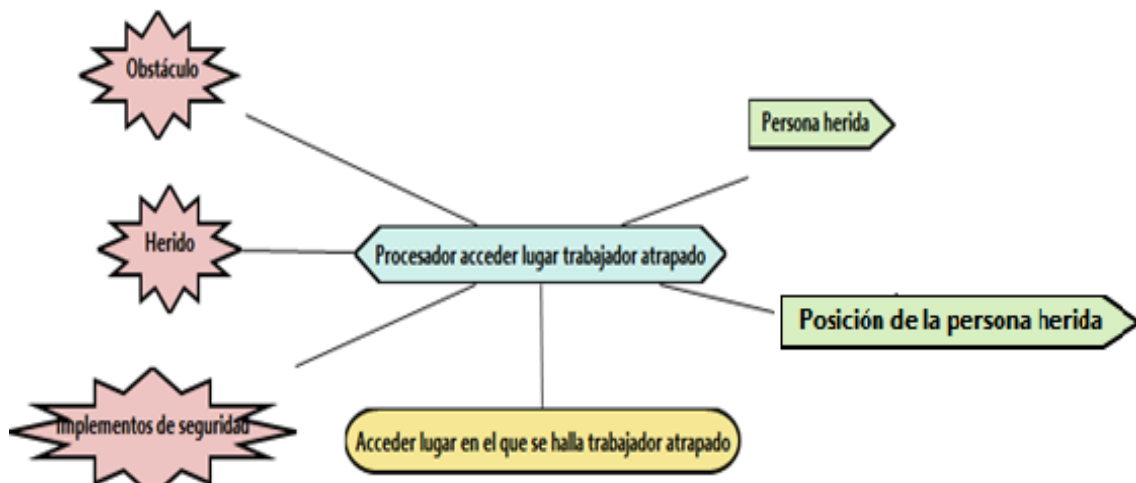 Obstáculo
Persona herida
Herido
Procesador acceder lugar trabajador atrapado
Posición de la persona herida
Implementos de seguridad
Acceder lugar en el que se halla trabajador atrapado